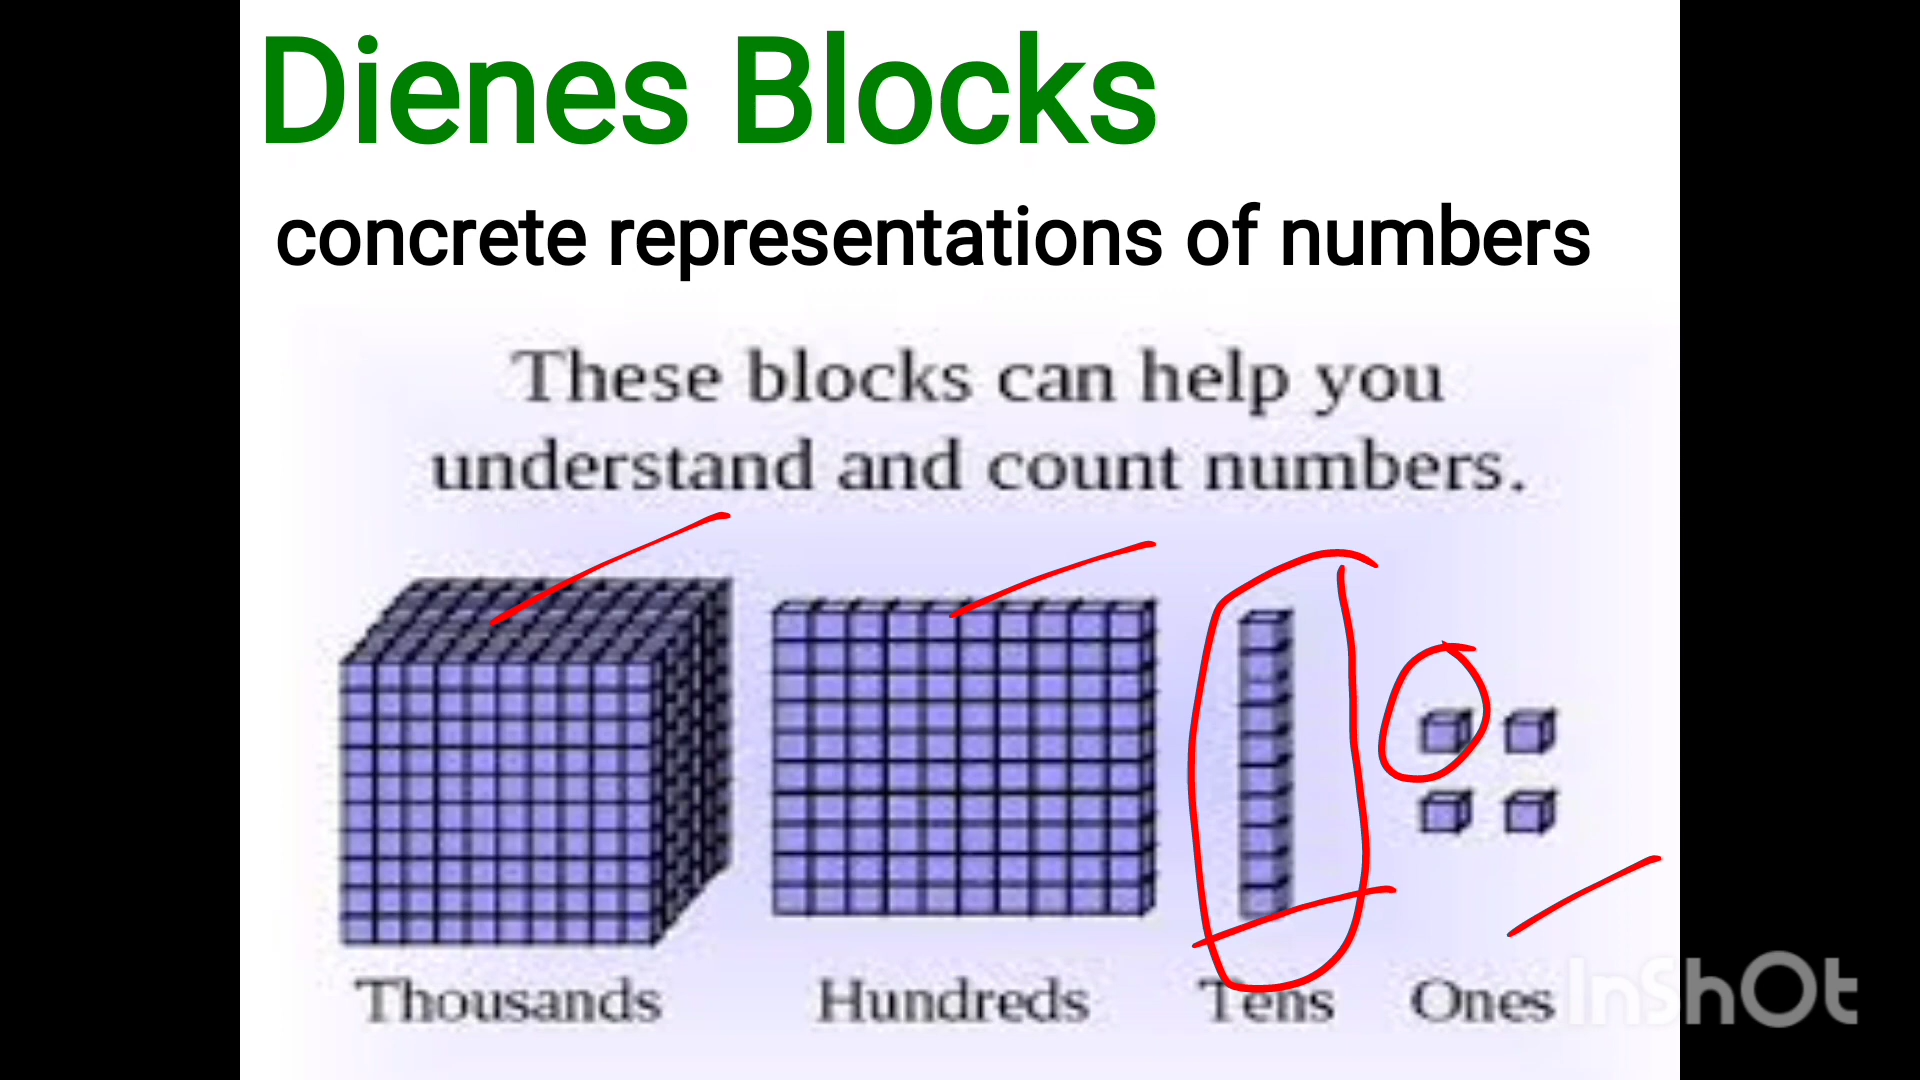 Dienes Blocks
concrete representations of numbers
These blocks can help you
understand and count numbers.
Thousands Hundreds Tens Ones
InShOt